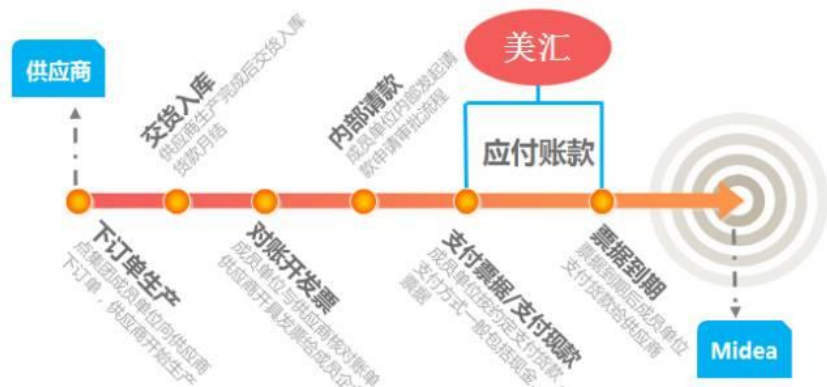 供应商
交货入库
供应商生产完成后交货入库
货款月结
内部请款
成员单位内部发起请
款申请审批流程
美汇
应付账款
下订单生产
点集团成员单位向供应商
下订单，供应商开始生产
对账开发票
成员单位与供应商核对账单
供应商开具发票给成员企
支付票据/支付现款
成员单位按约定支付货款，
支付方式一般包括现金、
票据
票据到期
票据到期后成员单位
支付货款给供应商
Midea